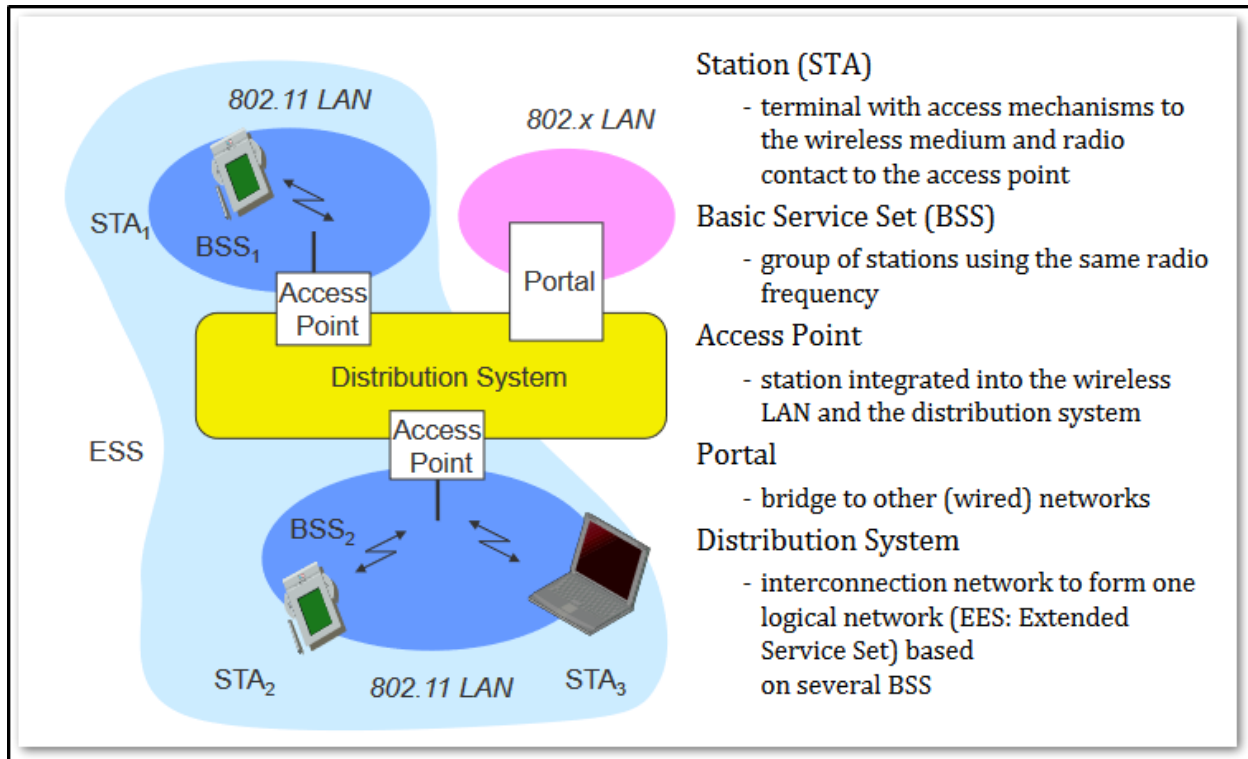 802.11 LAN
802.x LAN
STA1
BSS1
Access
Point
Portal
Distribution System
ESS
Access
Point
BSS2
STA2
802.11 LAN
STA3
Station (STA)
- terminal with access mechanisms to
the wireless medium and radio
contact to the access point
Basic Service Set (BSS)
- group of stations using the same radio
frequency
Access Point
- station integrated into the wireless
LAN and the distribution system
Portal
- bridge to other (wired) networks
Distribution System
- interconnection network to form one
logical network (EES: Extended
Service Set) based
on several BSS